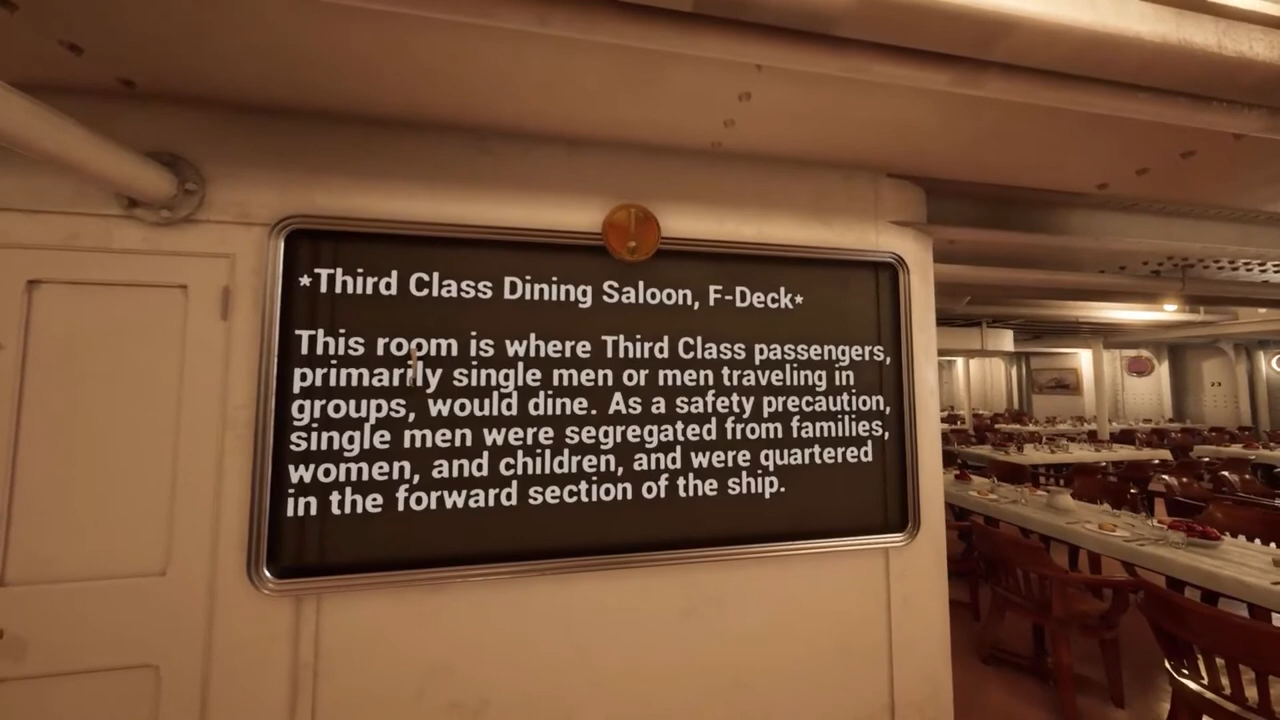 *Third Class Dining Saloon, F-Deck*
This room is where Third Class passengers,
primarily single men or men traveling in
groups, would dine. As a safety precaution,
single men were segregated from families,
women, and children, and were quartered
in the forward section of the ship.
23